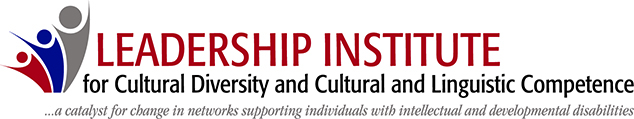 LEADERSHIP INSTITUTE
for Cultural Diversity and Cultural and Linguistic Competence
...a catalyst for change in networks supporting individuals with intellectual and developmental disabilities